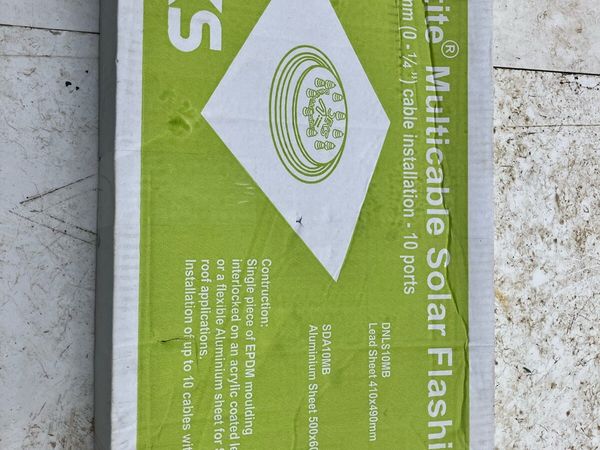 KS
rite® Multicable Solar Flashi
mm (0 - ¼") cable installation - 10 ports
DNLS10MB
Lead Sheet 410x490mm
SDA10MB
Aluminium Sheet 500x60
Contruction:
Single piece of EPDM moulding
interlocked on an acrylic coated le
or a flexible Aluminium sheet for S
roof applications.
Installation of up to 10 cables wit